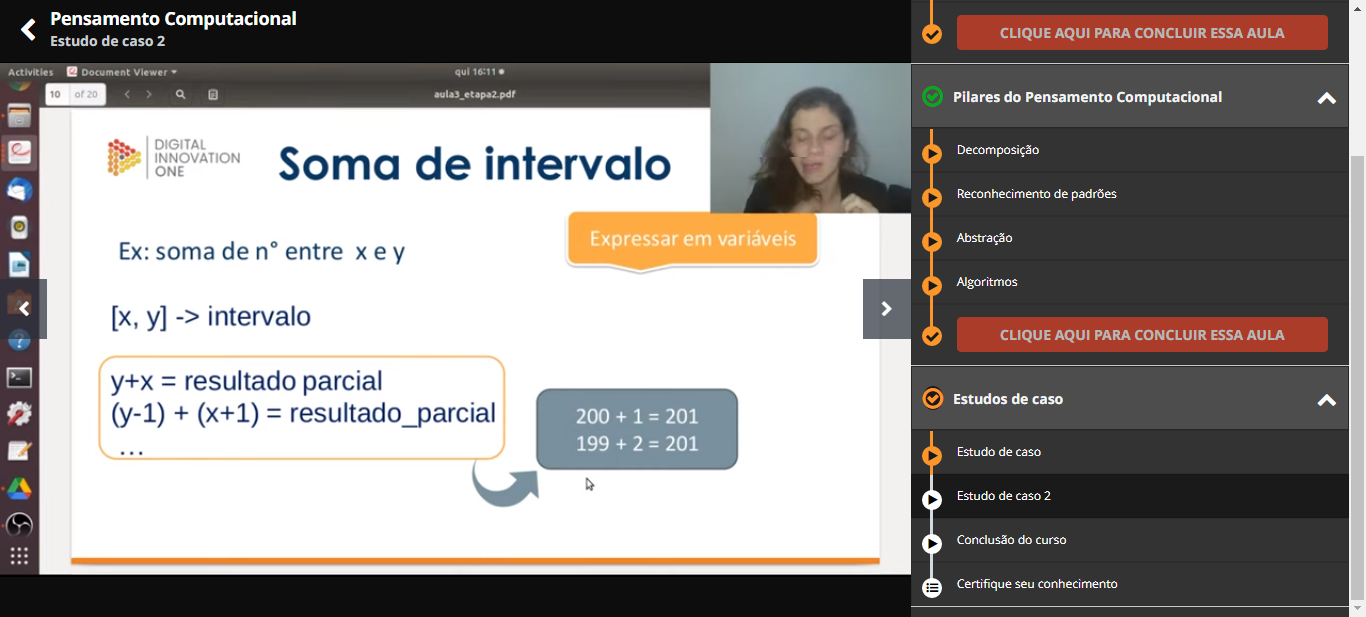 Pensamento Computacional
Estudo de caso 2
Activities
Document Viewer
qui 16:11
10
of 20
aula3_etapa2.pdf
DIGITAL
INNOVATION
ONE
Soma de intervalo
Expressar em variáveis
Ex: soma de n° entre x e y
[x, y] -> intervalo
y+x = resultado parcial
(y-1) + (x+1) = resultado_parcial
...
200 + 1 = 201
199 + 2 = 201
CLIQUE AQUI PARA CONCLUIR ESSA AULA
Pilares do Pensamento Computacional
Decomposição
Reconhecimento de padrões
Abstração
Algoritmos
CLIQUE AQUI PARA CONCLUIR ESSA AULA
Estudos de caso
Estudo de caso
Estudo de caso 2
Conclusão do curso
Certifique seu conhecimento